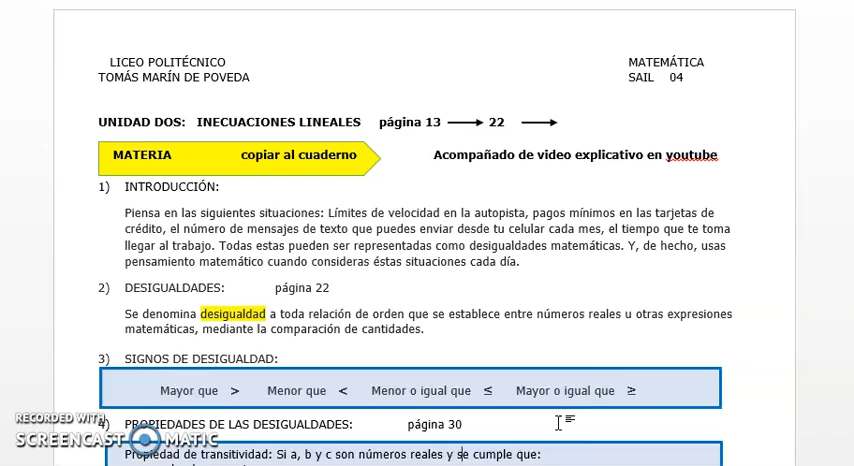 LICEO POLITÉCNICO MATEMÁTICA
TOMÁS MARÍN DE POVEDA SAIL 04
UNIDAD DOS: INECUACIONES LINEALES página 13 → 22 →
MATERIA copiar al cuaderno Acompañado de video explicativo en youtube
1) INTRODUCCIÓN:
Piensa en las siguientes situaciones: Límites de velocidad en la autopista, pagos mínimos en las tarjetas de
crédito, el número de mensajes de texto que puedes enviar desde tu celular cada mes, el tiempo que te toma
llegar al trabajo. Todas estas pueden ser representadas como desigualdades matemáticas. Y, de hecho, usas
pensamiento matemático cuando consideras éstas situaciones cada día.
2) DESIGUALDADES: página 22
Se denomina desigualdad a toda relación de orden que se establece entre números reales u otras expresiones
matemáticas, mediante la comparación de cantidades.
3) SIGNOS DE DESIGUALDAD:
Mayor que > Menor que < Menor o igual que ≤ Mayor o igual que ≥
RECORDED WITH
4) PROPIEDADES DE LAS DESIGUALDADES: página 30
SCREENCAST MATIC
Propiedad de transitividad: Si a, b y c son números reales y se cumple que: